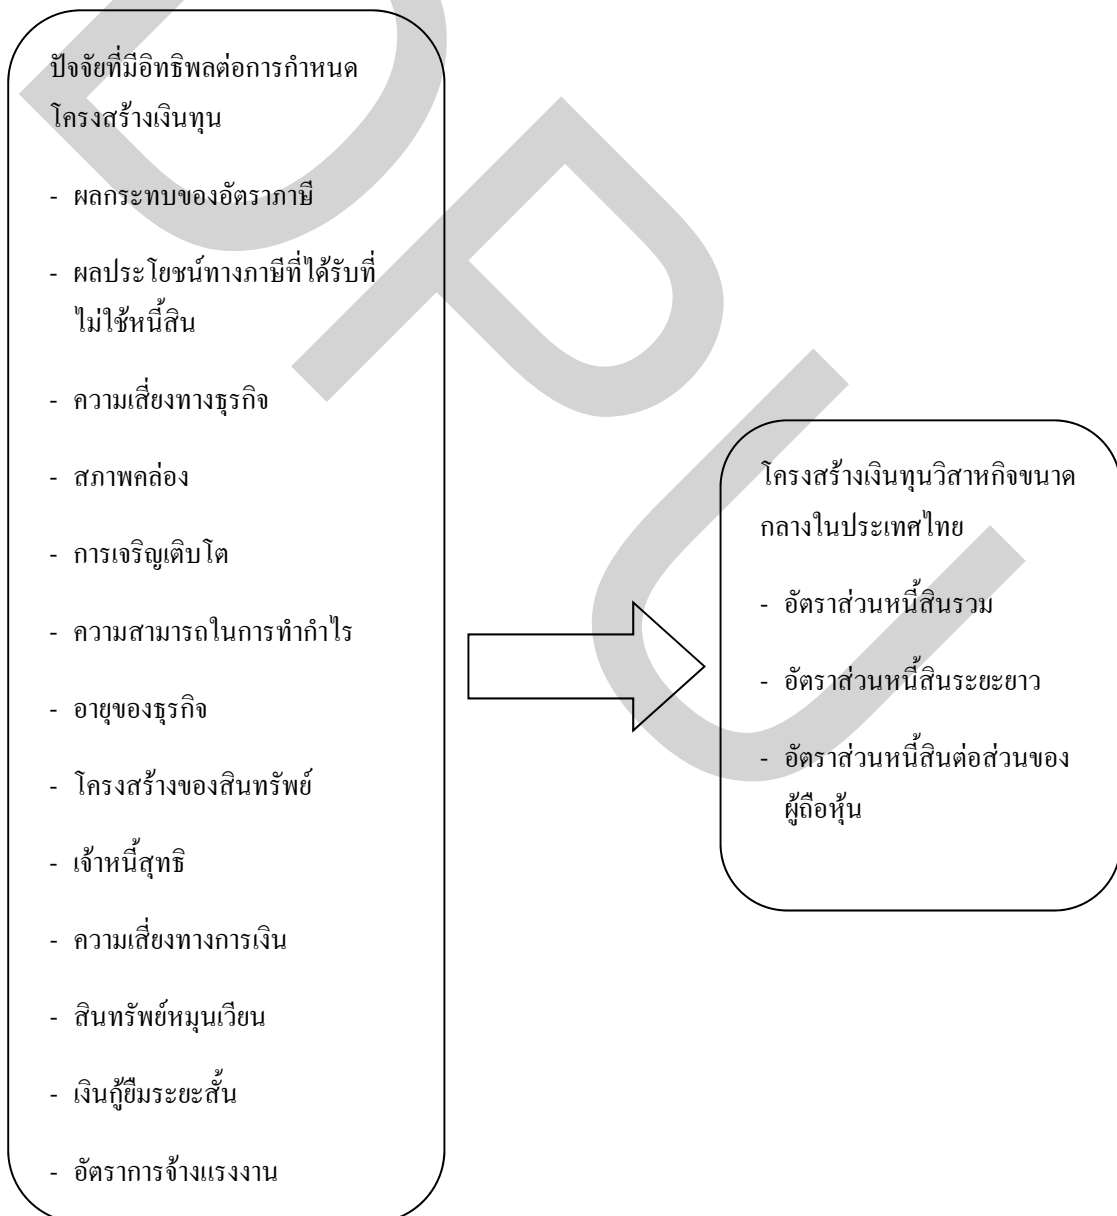 ปัจจัยที่มีอิทธิพลต่อการกำหนด
โครงสร้างเงินทุน
- ผลกระทบของอัตราภาษี
- ผลประโยชน์ทางภาษีที่ได้รับที่
ไม่ใช้หนี้สิน
- ความเสี่ยงทางธุรกิจ
- สภาพคล่อง
- การเจริญเติบโต
- ความสามารถในการทำกำไร
- อายุของธุรกิจ
- โครงสร้างของสินทรัพย์
- เจ้าหนี้สุทธิ
- ความเสี่ยงทางการเงิน
- สินทรัพย์หมุนเวียน
- เงินกู้ยืมระยะสั้น
- อัตราการจ้างแรงงาน
โครงสร้างเงินทุนวิสาหกิจขนาด
กลางในประเทศไทย
- อัตราส่วนหนี้สินรวม
- อัตราส่วนหนี้สินระยะยาว
- อัตราส่วนหนี้สินต่อส่วนของ
ผู้ถือหุ้น
DPU